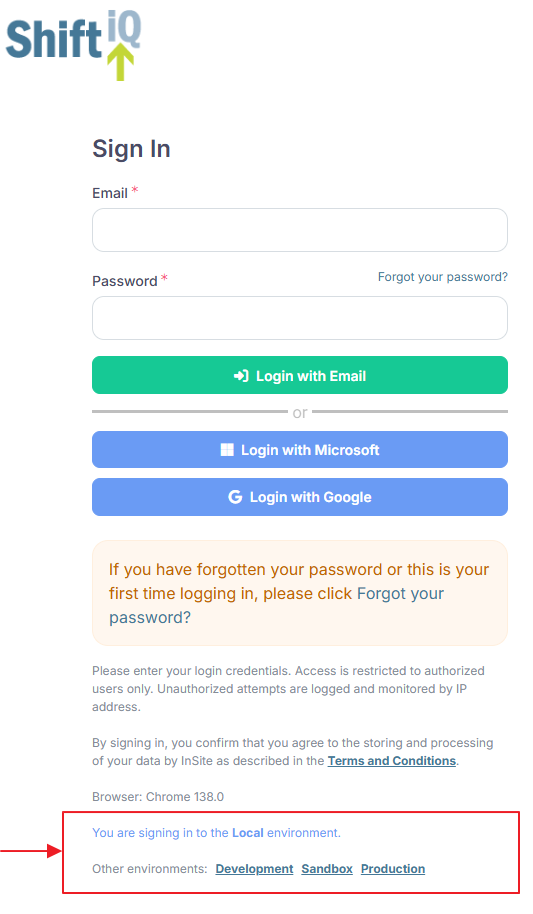 Shift iQ
Sign In
Email *
Password *
Forgot your password?
Login with Email
or
Login with Microsoft
Login with Google
If you have forgotten your password or this is your
first time logging in, please click Forgot your
password?
Please enter your login credentials. Access is restricted to authorized
users only. Unauthorized attempts are logged and monitored by IP
address.
By signing in, you confirm that you agree to the storing and processing
of your data by InSite as described in the Terms and Conditions.
Browser: Chrome 138.0
You are signing in to the Local environment.
Other environments: Development Sandbox Production